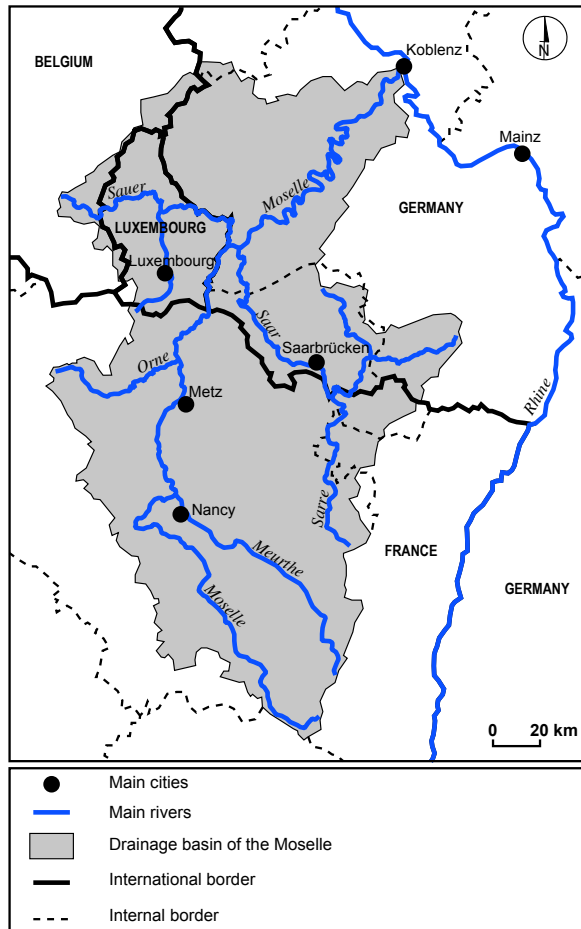 BELGIUM
Koblenz
N
Mainz
Sauer
Moselle
GERMANY
LUXEMBOURG
Luxembourg
Saar
Saarbrücken
Orne
Metz
Rhine
Sarre
Nancy
Meurthe
FRANCE
Moselle
GERMANY
0 20 km
Main cities
Main rivers
Drainage basin of the Moselle
International border
Internal border